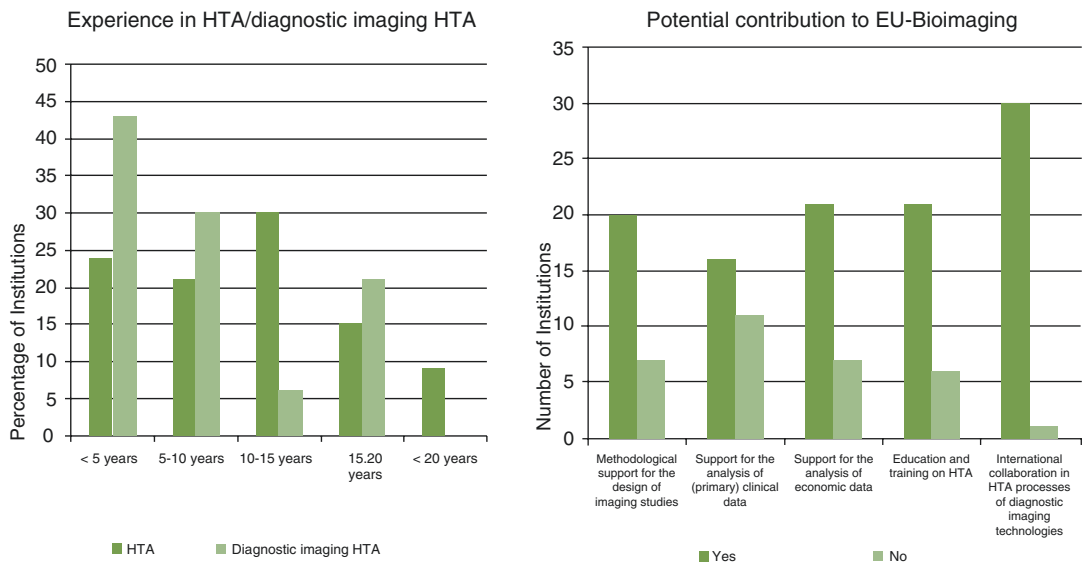 Experience in HTA/diagnostic imaging HTA
Percentage of Institutions
50
45
40
35
30
25
20
15
10
5
0
< 5 years
5-10 years
10-15 years
15.20
years
< 20 years
HTA
Diagnostic imaging HTA
Potential contribution to EU-Bioimaging
Number of Institutions
35
30
25
20
15
10
5
0
Methodological
support for the
design of
imaging studies
Support for the
analysis of
(primary) clinical
data
Support for the
analysis of
economic data
Education and
training on HTA
International
collaboration in
HTA processes
of diagnostic
imaging
technologies
Yes
No